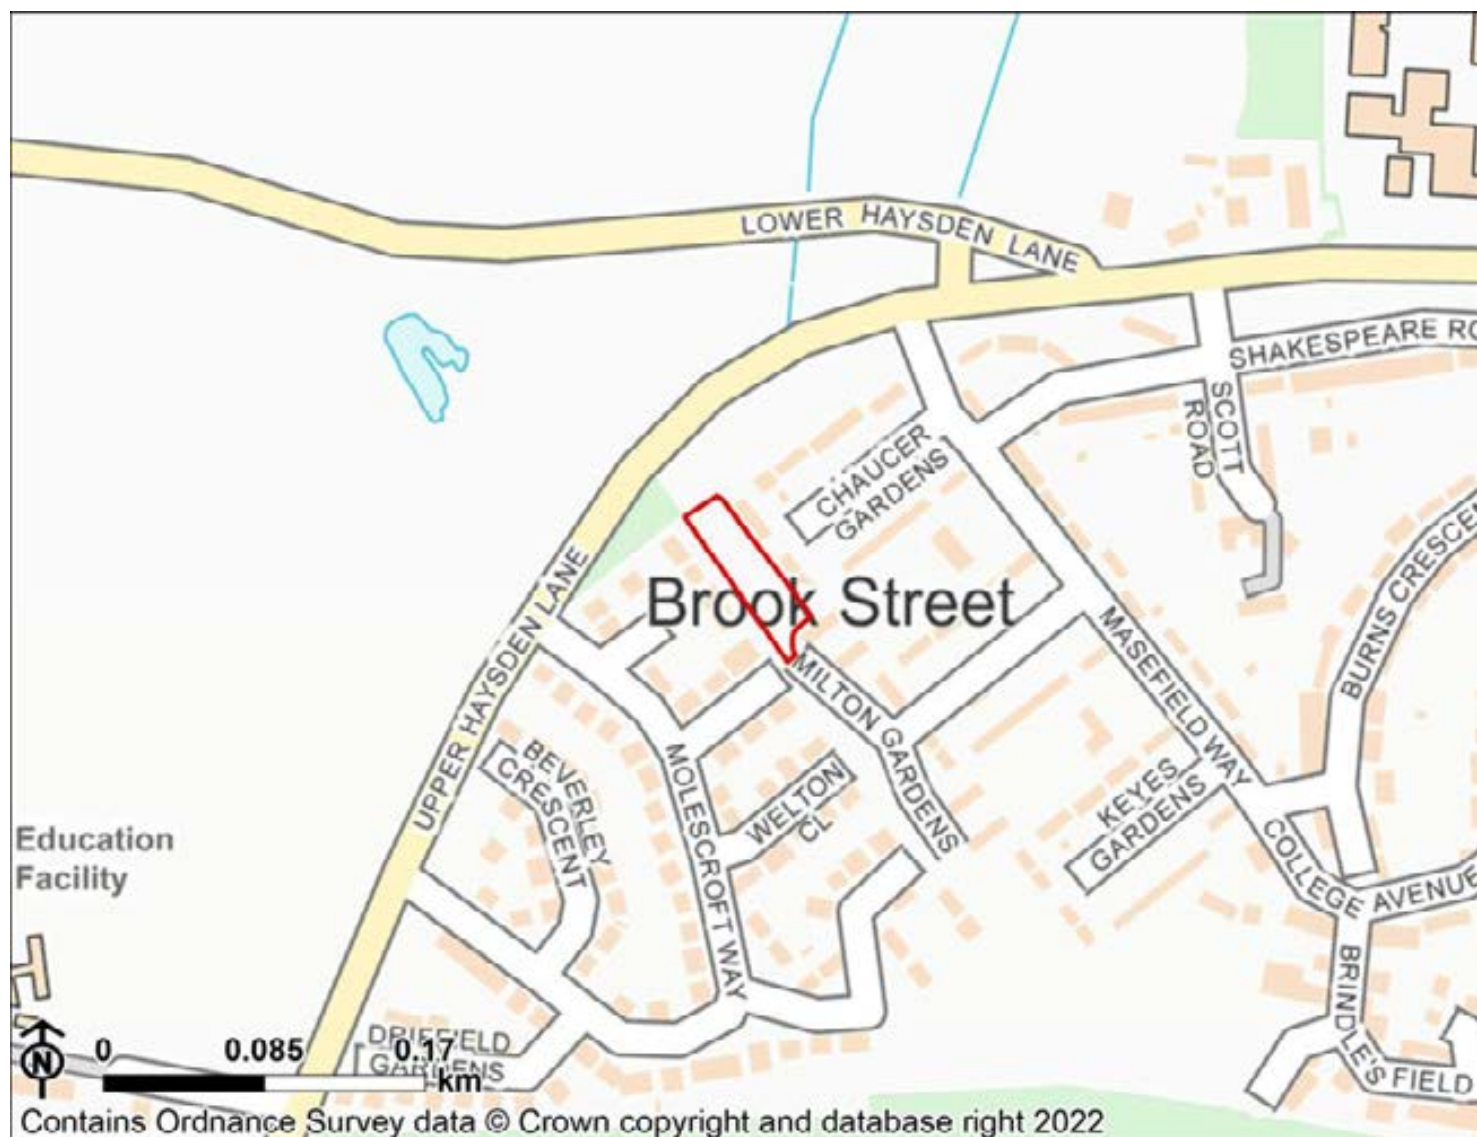 LOWER HAYSDEN LANE
SHAKESPEARE RO
SCOTT
ROAD
CHAUCER
GARDENS
BURNS CRESCEN
Brook Street
UPPER HAYSDEN LANE
MASEFIELD WAY
MILTON GARDENS
BEVERLEY
CRESCENT
MOLESCROFT WAY
WELTON
CL
KEYES
GARDENS
Education
Facility
COLLEGE AVENUE
BRINDLE'S FIELD
DRIFFIELD
GARDENS
N
0 0.085 0.17
km
Contains Ordnance Survey data © Crown copyright and database right 2022